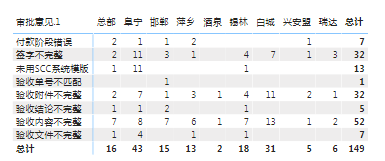 审批意见.1 总部 阜宁 邯郸 萍乡 酒泉 锡林 白城 兴安盟 瑞达 总计
付款阶段错误 2 1 1 2 1 7
签字不完整 2 11 3 1 4 7 1 3 32
未用SCC系统模版 1 11 1 13
验收单号不匹配 1 1
验收附件不完整 2 7 1 3 1 4 11 2 1 32
验收结论不完整 1 1 2 1 5
验收内容不完整 7 8 7 6 1 7 13 1 2 52
验收文件不完整 1 4 1 1 7
总计 16 43 15 13 2 18 31 5 6 149